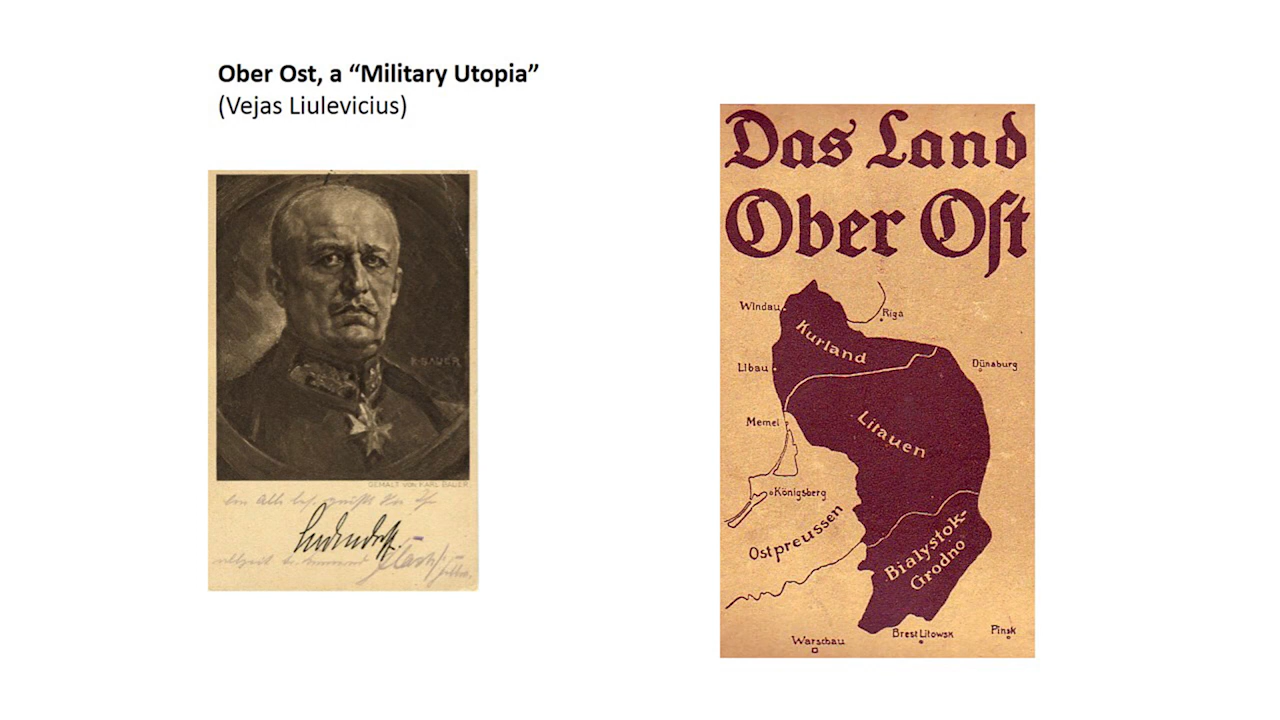 Ober Ost, a “Military Utopia”
(Vejas Liulevicius)
K·BAUER
GEMALT VON KARL BAUER
Ludendorff.
Das Land
Ober Oſt
Windau
Riga
Kurland
Libau
Dünaburg
Memel
Litauen
Königsberg
Ostpreussen
Bialystok-
Grodno
Warschau
Brest Litowsk
Pinsk